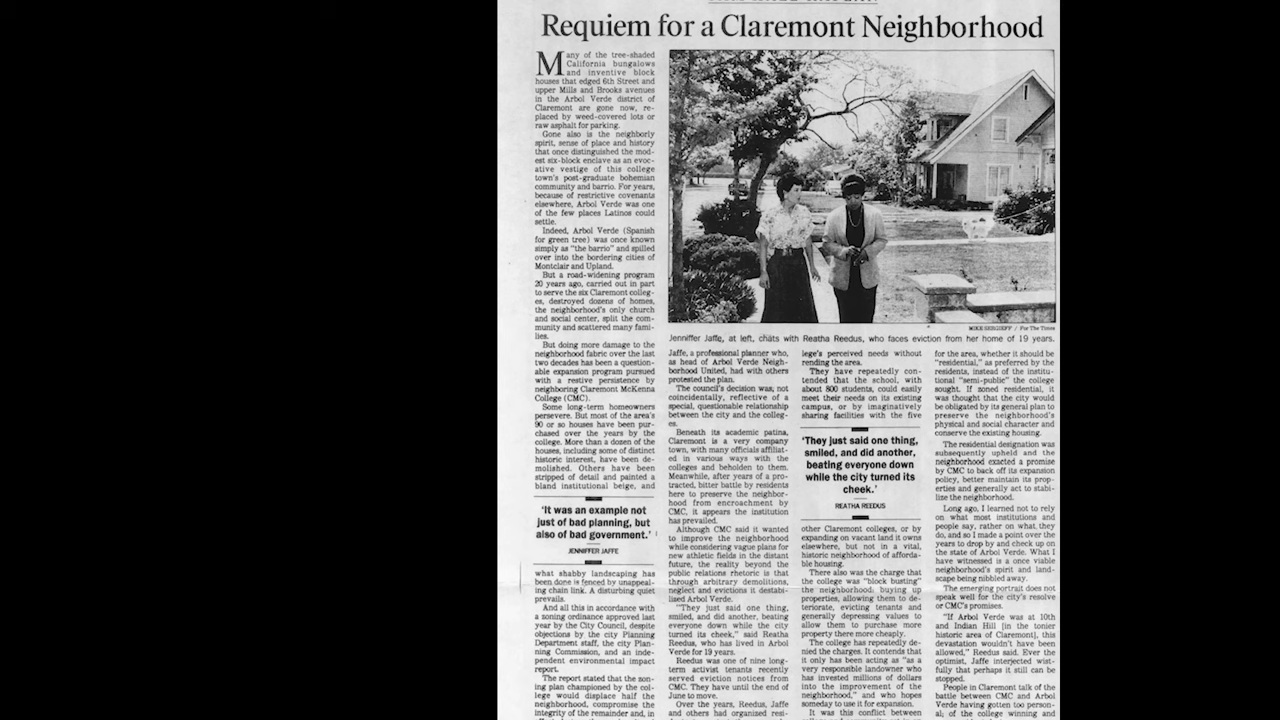 Requiem for a Claremont Neighborhood
Many of the tree-shaded
California bungalows
and inventive block
houses that edged 6th Street and
upper Mills and Brooks avenues
in the Arbol Verde district of
Claremont are gone now, re-
placed by weed-covered lots or
raw asphalt for parking.
Gone also is the neighborly
spirit, sense of place and history
that once distinguished the mod-
est six-block enclave as an evoc-
ative vestige of this college
town's post-graduate bohemian
community and barrio. For years,
because of restrictive covenants
elsewhere, Arbol Verde was one
of the few places Latinos could
settle.
Indeed, Arbol Verde (Spanish
for green tree) was once known
simply as "the barrio" and spilled
over into the bordering cities of
Montclair and Upland.
But a road-widening program
20 years ago, carried out in part
to serve the six Claremont colleg-
es, destroyed dozens of homes,
the neighborhood's only church
and social center, split the com-
munity and scattered many fami-
lies.
But doing more damage to the
neighborhood fabric over the last
two decades has been a question-
able expansion program pursued
with a restive persistence by
neighboring Claremont McKenna
College (CMC).
Some long-term homeowners
persevere. But most of the area's
90 or so houses have been pur-
chased over the years by the
college. More than a dozen of the
houses, including some of distinct
historic interest, have been de-
molished. Others have been
stripped of detail and painted a
bland institutional beige, and
'It was an example not
just of bad planning, but
also of bad government.'
JENNIFFER JAFFE
what shabby landscaping has
been done is fenced by unappeal-
ing chain link. A disturbing quiet
prevails.
And all this in accordance with
a zoning ordinance approved last
year by the City Council, despite
objections by the city Planning
Department staff, the city Plan-
ning Commission, and an inde-
pendent environmental impact
report.
The report stated that the zon-
ing plan championed by the col-
lege would displace half the
neighborhood, compromise the
integrity of the remainder and, in
MIKE SERGIEFF / For The Times
Jenniffer Jaffe, at left, chats with Reatha Reedus, who faces eviction from her home of 19 years.
Jaffe, a professional planner who,
as head of Arbol Verde Neigh-
borhood United, had with others
protested the plan.
The council's decision was, not
coincidentally, reflective of a
special, questionable relationship
between the city and the colleg-
es.
Beneath its academic patina,
Claremont is a very company
town, with many officials affiliat-
ed in various ways with the
colleges and beholden to them.
Meanwhile, after years of a pro-
tracted, bitter battle by residents
here to preserve the neighbor-
hood from encroachment by
CMC, it appears the institution
has prevailed.
Although CMC said it wanted
to improve the neighborhood
while considering vague plans for
new athletic fields in the distant
future, the reality beyond the
public relations rhetoric is that
through arbitrary demolitions,
neglect and evictions it destabi-
lised Arbol Verde.
"They just said one thing,
smiled, and did another, beating
everyone down while the city
turned its cheek," said Reatha
Reedus, who has lived in Arbol
Verde for 19 years.
Reedus was one of nine long-
term activist tenants recently
served eviction notices from
CMC. They have until the end of
June to move.
Over the years, Reedus, Jaffe
and others had organized resi-
lege's perceived needs without
rending the area.
They have repeatedly con-
tended that the school, with
about 800 students, could easily
meet their needs on its existing
campus, or by imaginatively
sharing facilities with the five
'They just said one thing,
smiled, and did another,
beating everyone down
while the city turned its
cheek.'
REATHA REEDUS
other Claremont colleges, or by
expanding on vacant land it owns
elsewhere, but not in a vital,
historic neighborhood of afforda-
ble housing.
There also was the charge that
the college was "block busting"
the neighborhood: buying up
properties, allowing them to de-
teriorate, evicting tenants and
generally depressing values to
allow them to purchase more
property there more cheaply.
The college has repeatedly de-
nied the charges. It contends that
it only has been acting as "as a
very responsible landowner who
has invested millions of dollars
into the improvement of the
neighborhood," and who hopes
someday to use it for expansion.
It was this conflict between
for the area, whether it should be
"residential," as preferred by the
residents, instead of the institu-
tional "semi-public" the college
sought. If zoned residential, it
was thought that the city would
be obligated by its general plan to
preserve the neighborhood's
physical and social character and
conserve the existing housing.
The residential designation was
subsequently upheld and the
neighborhood exacted a promise
by CMC to back off its expansion
policy, better maintain its prop-
erties and generally act to stabi-
lize the neighborhood.
Long ago, I learned not to rely
on what most institutions and
people say, rather on what they
do, and so I made a point over the
years to drop by and check up on
the state of Arbol Verde. What I
have witnessed is a once viable
neighborhood's spirit and land-
scape being nibbled away.
The emerging portrait does not
speak well for the city's resolve
or CMC's promises.
"If Arbol Verde was at 10th
and Indian Hill [in the tonier
historic area of Claremont], this
devastation wouldn't have been
allowed," Reedus said. Ever the
optimist, Jaffe interjected wist-
fully that perhaps it still can be
stopped.
People in Claremont talk of the
battle between CMC and Arbol
Verde having gotten too person-
al; of the college winning and